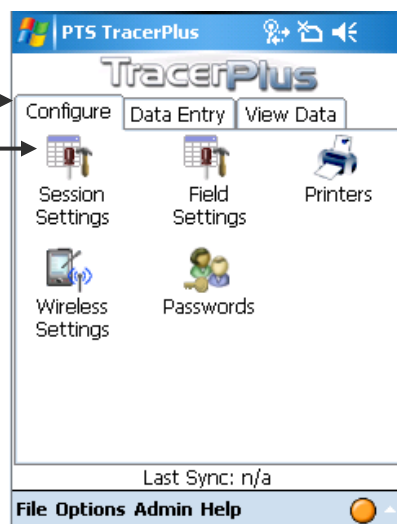 PTS TracerPlus
TracerPlus
Configure Data Entry View Data
Session Settings
Field Settings
Printers
Wireless Settings
Passwords
Last Sync: n/a
File Options Admin Help